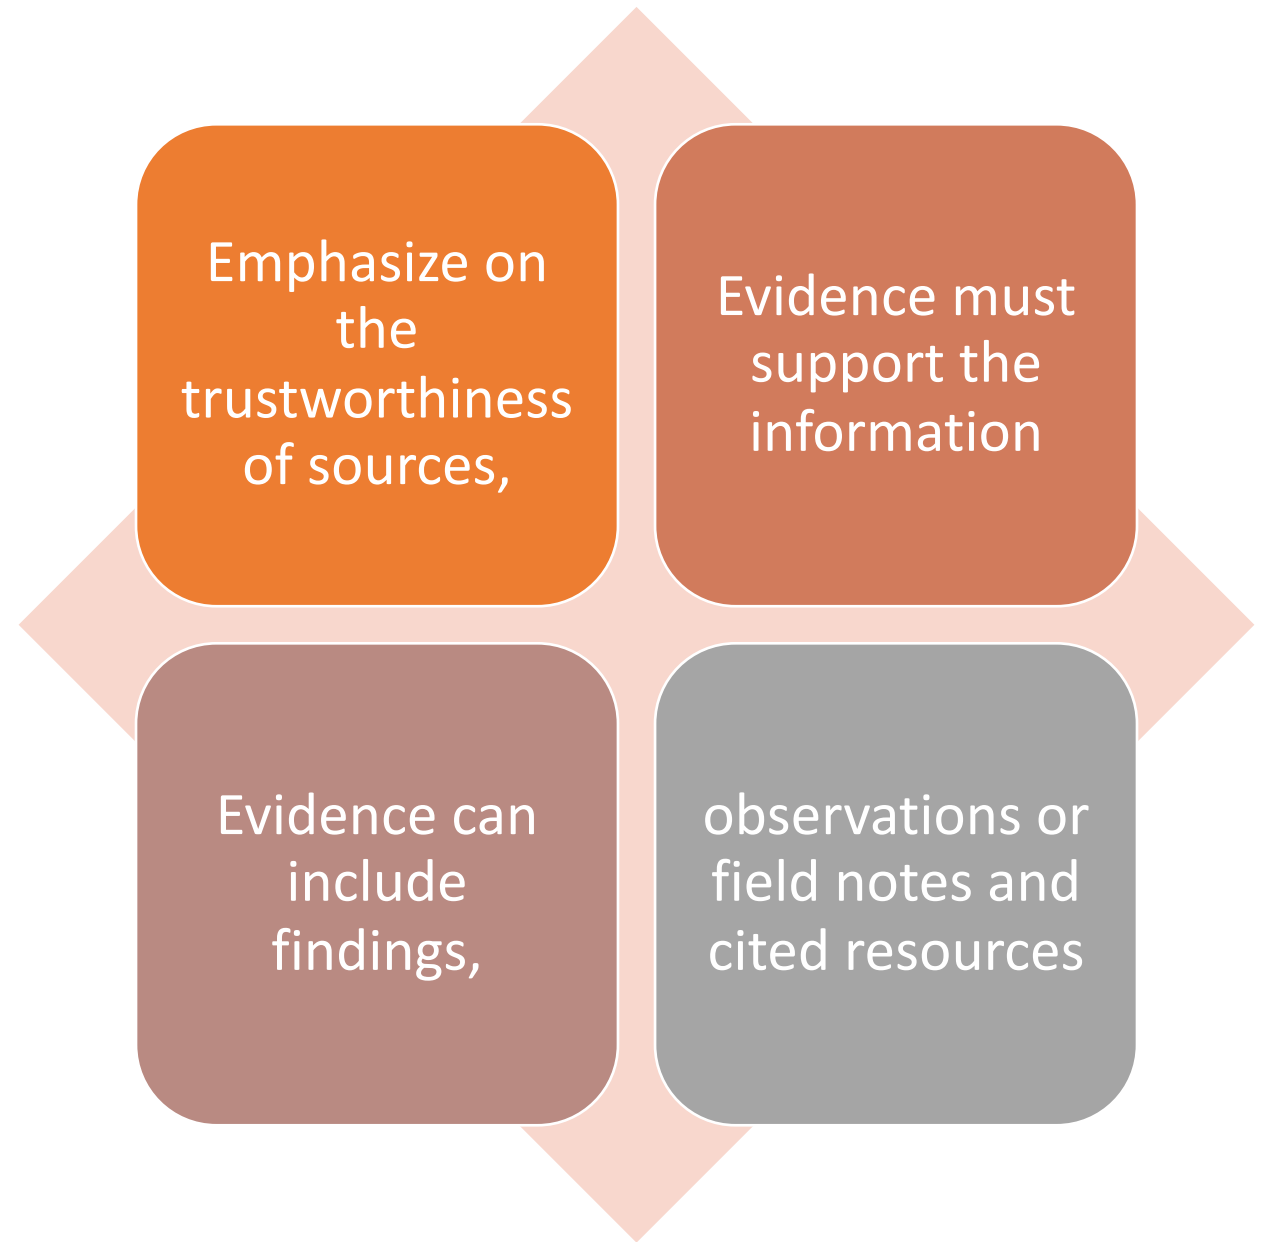 Emphasize on
the
trustworthiness
of sources,
Evidence must
support the
information
Evidence can
include
findings,
observations or
field notes and
cited resources